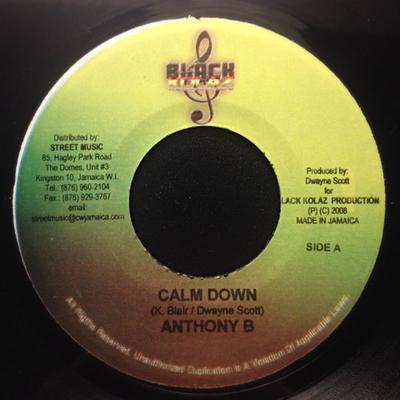 BLACK
KOLAZ
Distributed by:
STREET MUSIC
85, Hagley Park Road
The Domes, Unit #3
Kingston 10, Jamaica W.I.
Tel.: (876) 960-2104
Fax.: (876) 929-3767
email:
streetmusic@cwjamaica.com
Produced by:
Dwayne Scott
for
LACK KOLAZ PRODUCTION
(P) (C) 2008
MADE IN JAMAICA
SIDE A
CALM DOWN
(K. Blair / Dwayne Scott)
ANTHONY B
All Rigths Reserved. Unauthorized Duplication Is A Violation Of Applicable Laws